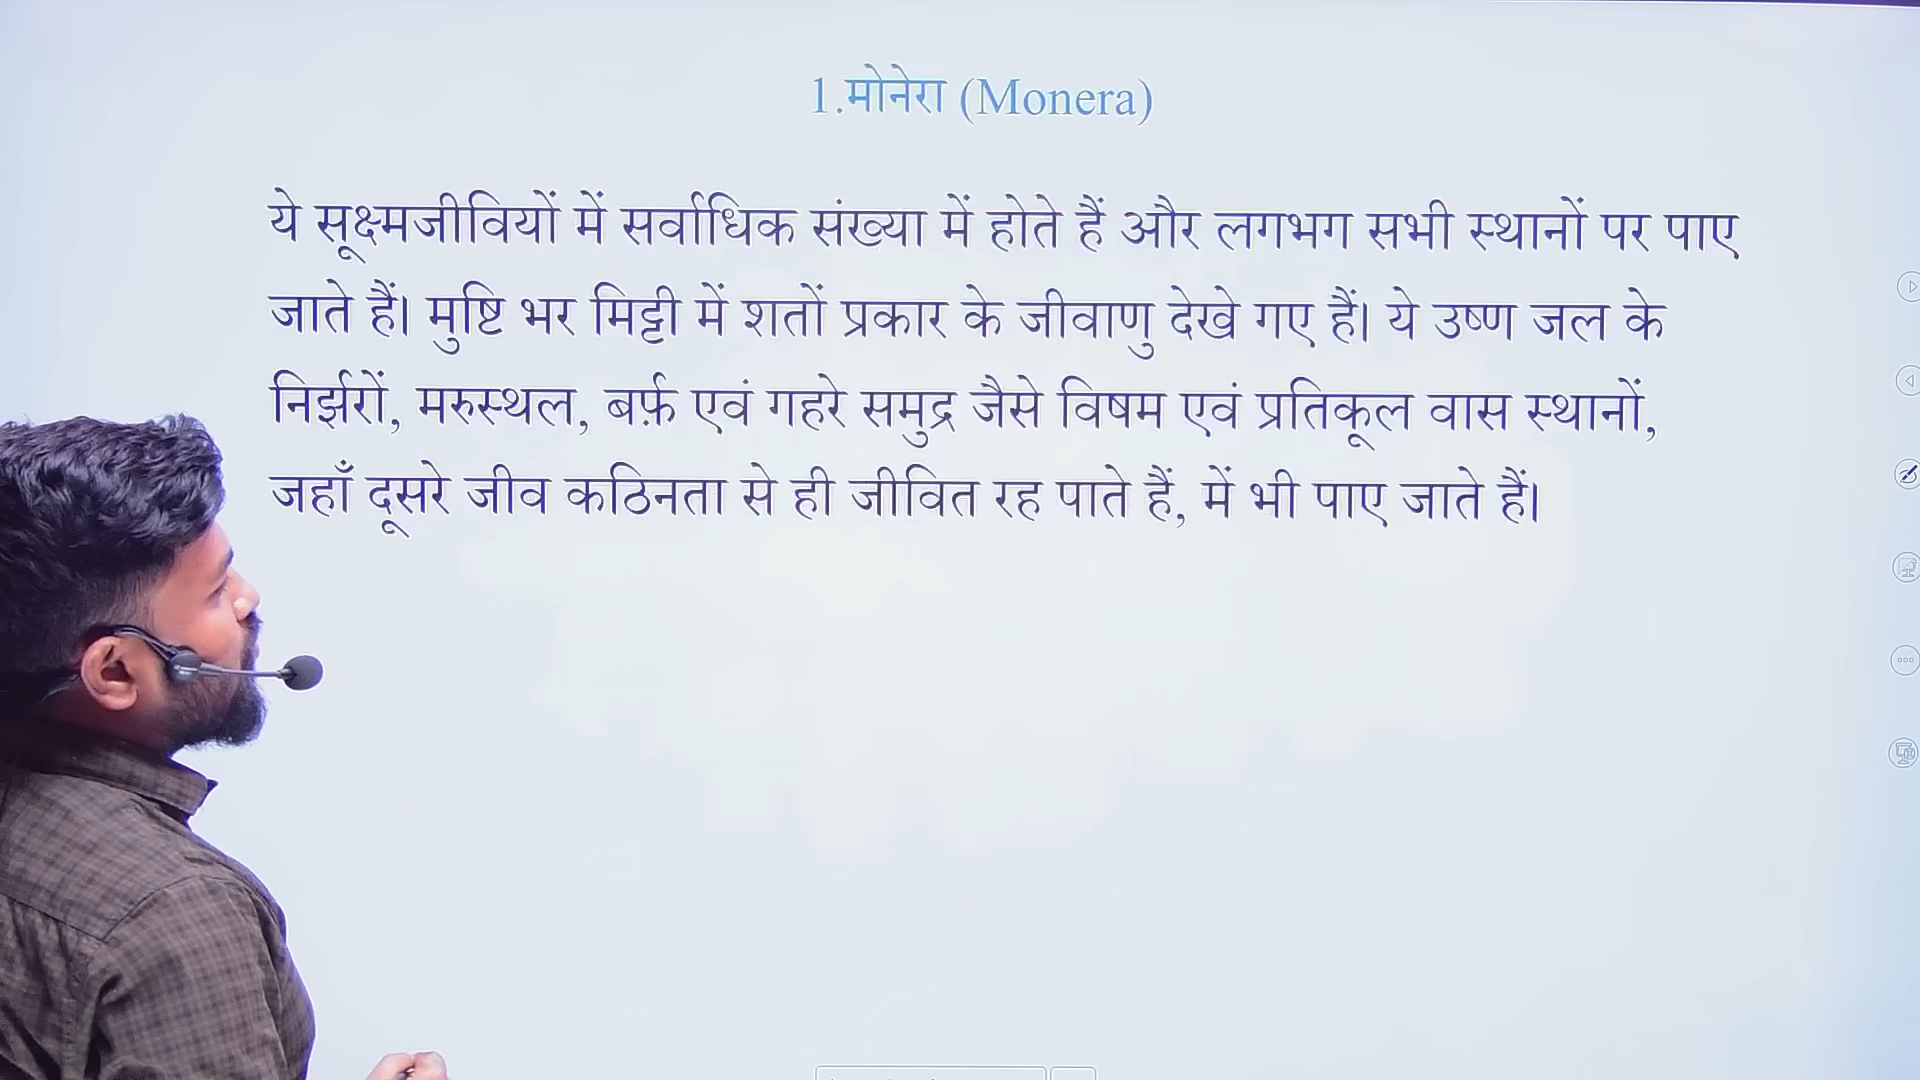 1.मोनेरा (Monera)
ये सूक्ष्मजीवियों में सर्वाधिक संख्या में होते हैं और लगभग सभी स्थानों पर पाए
जाते हैं। मुष्टि भर मिट्टी में शतों प्रकार के जीवाणु देखे गए हैं। ये उष्ण जल के
निर्झरों, मरुस्थल, बर्फ़ एवं गहरे समुद्र जैसे विषम एवं प्रतिकूल वास स्थानों,
जहाँ दूसरे जीव कठिनता से ही जीवित रह पाते हैं, में भी पाए जाते हैं।